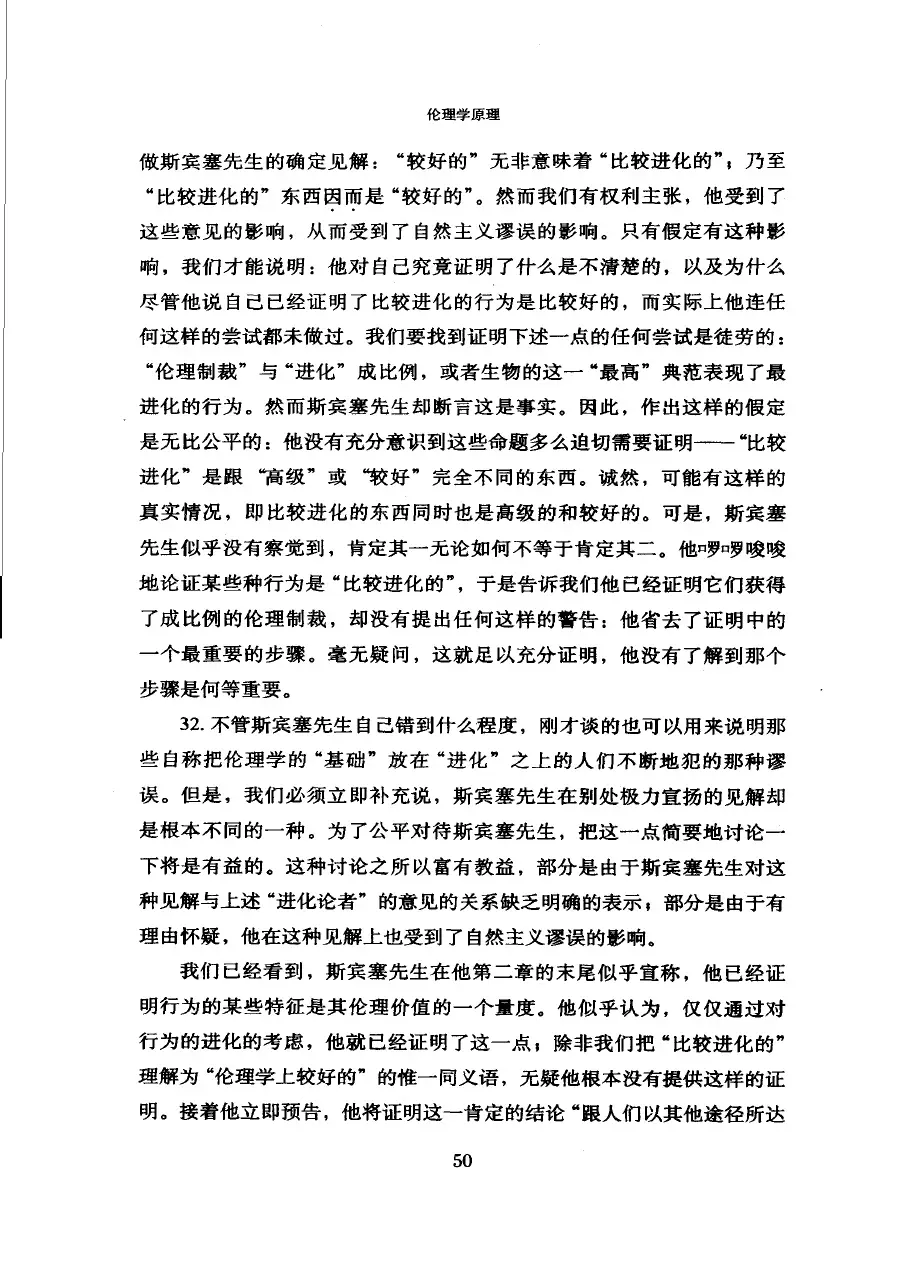 伦理学原理
做斯宾塞先生的确定见解：“较好的”无非意味着“比较进化的”；乃至
“比较进化的”东西因而是“较好的”。然而我们有权利主张，他受到了
这些意见的影响，从而受到了自然主义谬误的影响。只有假定有这种影
响，我们才能说明：他对自己究竟证明了什么是不清楚的，以及为什么
尽管他说自己已经证明了比较进化的行为是比较好的，而实际上他连任
何这样的尝试都未做过。我们要找到证明下述一点的任何尝试是徒劳的：
“伦理制裁”与“进化”成比例，或者生物的这一“最高”典范表现了最
进化的行为。然而斯宾塞先生却断言这是事实。因此，作出这样的假定
是无比公平的：他没有充分意识到这些命题多么迫切需要证明——“比较
进化”是跟“高级”或“较好”完全不同的东西。诚然，可能有这样的
真实情况，即比较进化的东西同时也是高级的和较好的。可是，斯宾塞
先生似乎没有察觉到，肯定其一无论如何不等于肯定其二。他啰啰唆唆
地论证某些种行为是“比较进化的”，于是告诉我们他已经证明它们获得
了成比例的伦理制裁，却没有提出任何这样的警告：他省去了证明中的
一个最重要的步骤。毫无疑问，这就足以充分证明，他没有了解到那个
步骤是何等重要。
32. 不管斯宾塞先生自己错到什么程度，刚才谈的也可以用来说明那
些自称把伦理学的“基础”放在“进化”之上的人们不断地犯的那种谬
误。但是，我们必须立即补充说，斯宾塞先生在别处极力宣扬的见解却
是根本不同的一种。为了公平对待斯宾塞先生，把这一点简要地讨论一
下将是有益的。这种讨论之所以富有教益，部分是由于斯宾塞先生对这
种见解与上述“进化论者”的意见的关系缺乏明确的表示；部分是由于有
理由怀疑，他在这种见解上也受到了自然主义谬误的影响。
我们已经看到，斯宾塞先生在他第二章的末尾似乎宣称，他已经证
明行为的某些特征是其伦理价值的一个量度。他似乎认为，仅仅通过对
行为的进化的考虑，他就已经证明了这一点；除非我们把“比较进化的”
理解为“伦理学上较好的”的惟一同义语，无疑他根本没有提供这样的证
明。接着他立即预告，他将证明这一肯定的结论“跟人们以其他途径所达
50